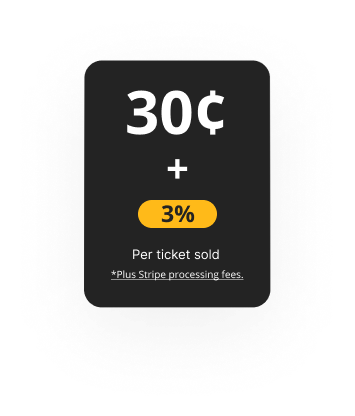 30¢
+
3%
Per ticket sold
*Plus Stripe processing fees.